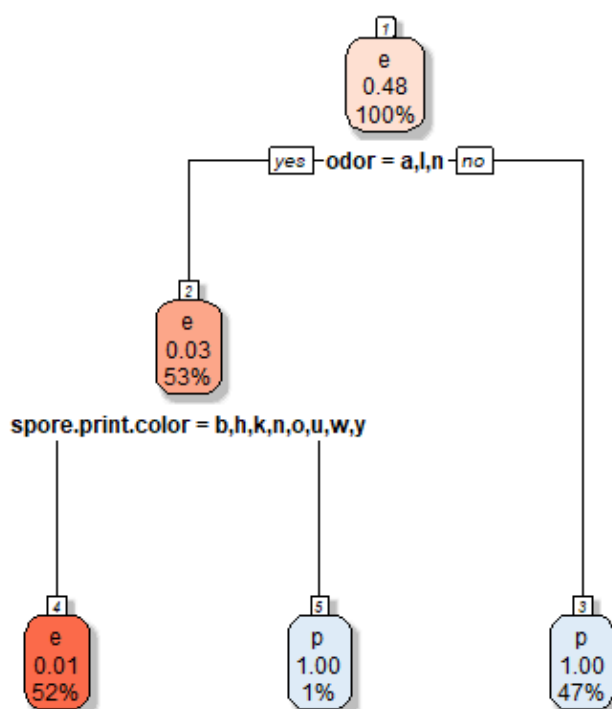 1
e
0.48
100%
yes odor = a,l,n no
2
e
0.03
53%
spore.print.color = b,h,k,n,o,u,w,y
4 5 3
e p p
0.01 1.00 1.00
52% 1% 47%